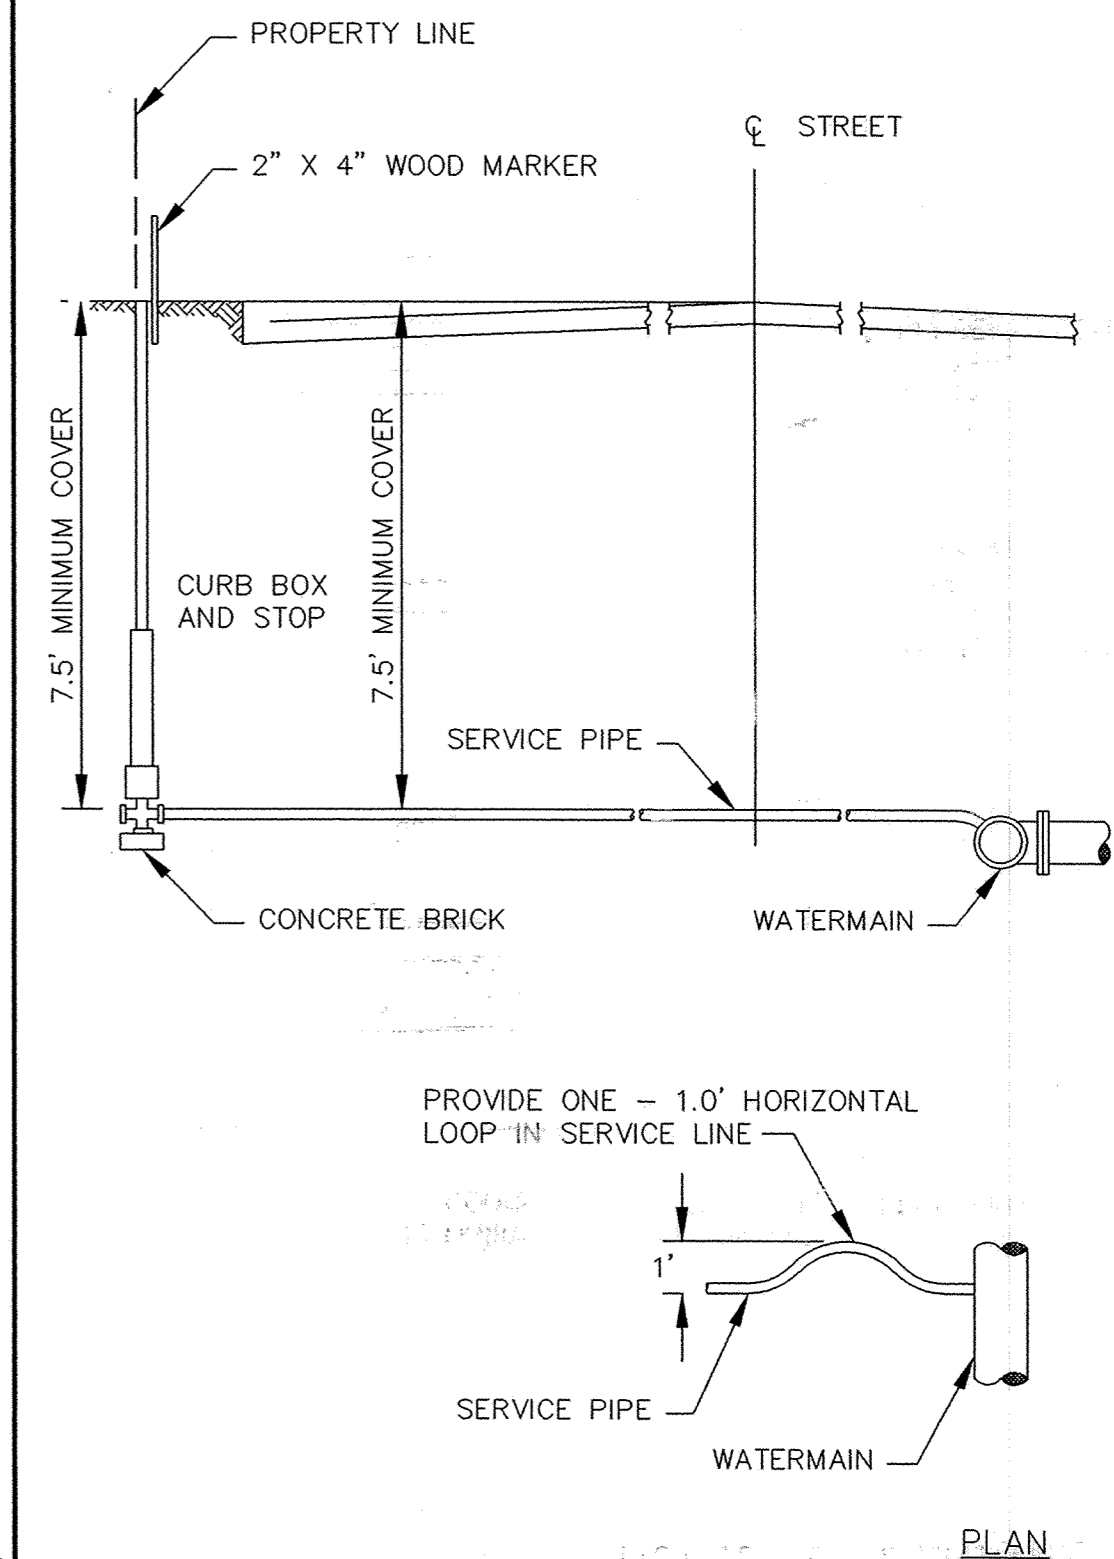 PROPERTY LINE
℄ STREET
2" X 4" WOOD MARKER
7.5' MINIMUM COVER
CURB BOX
AND STOP
7.5' MINIMUM COVER
SERVICE PIPE
CONCRETE BRICK
WATERMAIN
PROVIDE ONE – 1.0' HORIZONTAL
LOOP IN SERVICE LINE
1'
SERVICE PIPE
WATERMAIN
PLAN